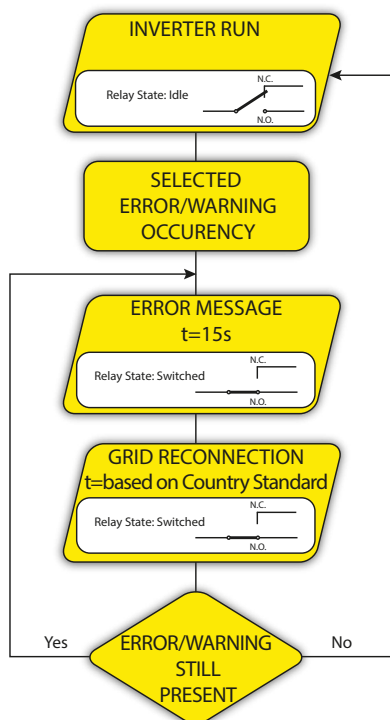 INVERTER RUN
N.C.
Relay State: Idle
N.O.
SELECTED
ERROR/WARNING
OCCURENCY
ERROR MESSAGE
t=15s
N.C.
Relay State: Switched
N.O.
GRID RECONNECTION
t=based on Country Standard
N.C.
Relay State: Switched
N.O.
Yes
ERROR/WARNING
STILL
PRESENT
No